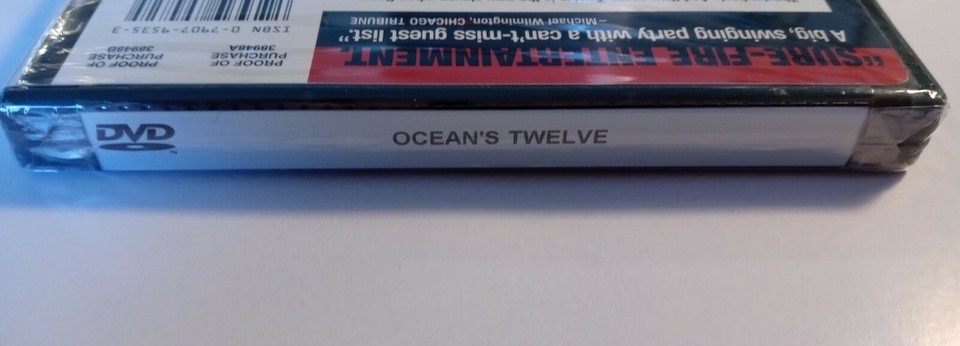 DVD
OCEAN'S TWELVE
"SURE-FIRE ENTERTAINMENT.
A big, swinging party with a can't-miss guest list"
–Michael Wilmington, CHICAGO TRIBUNE
PROOF OF
PURCHASE
38948A
PROOF OF
PURCHASE
38948B
ISBN 0-7907-9535-3